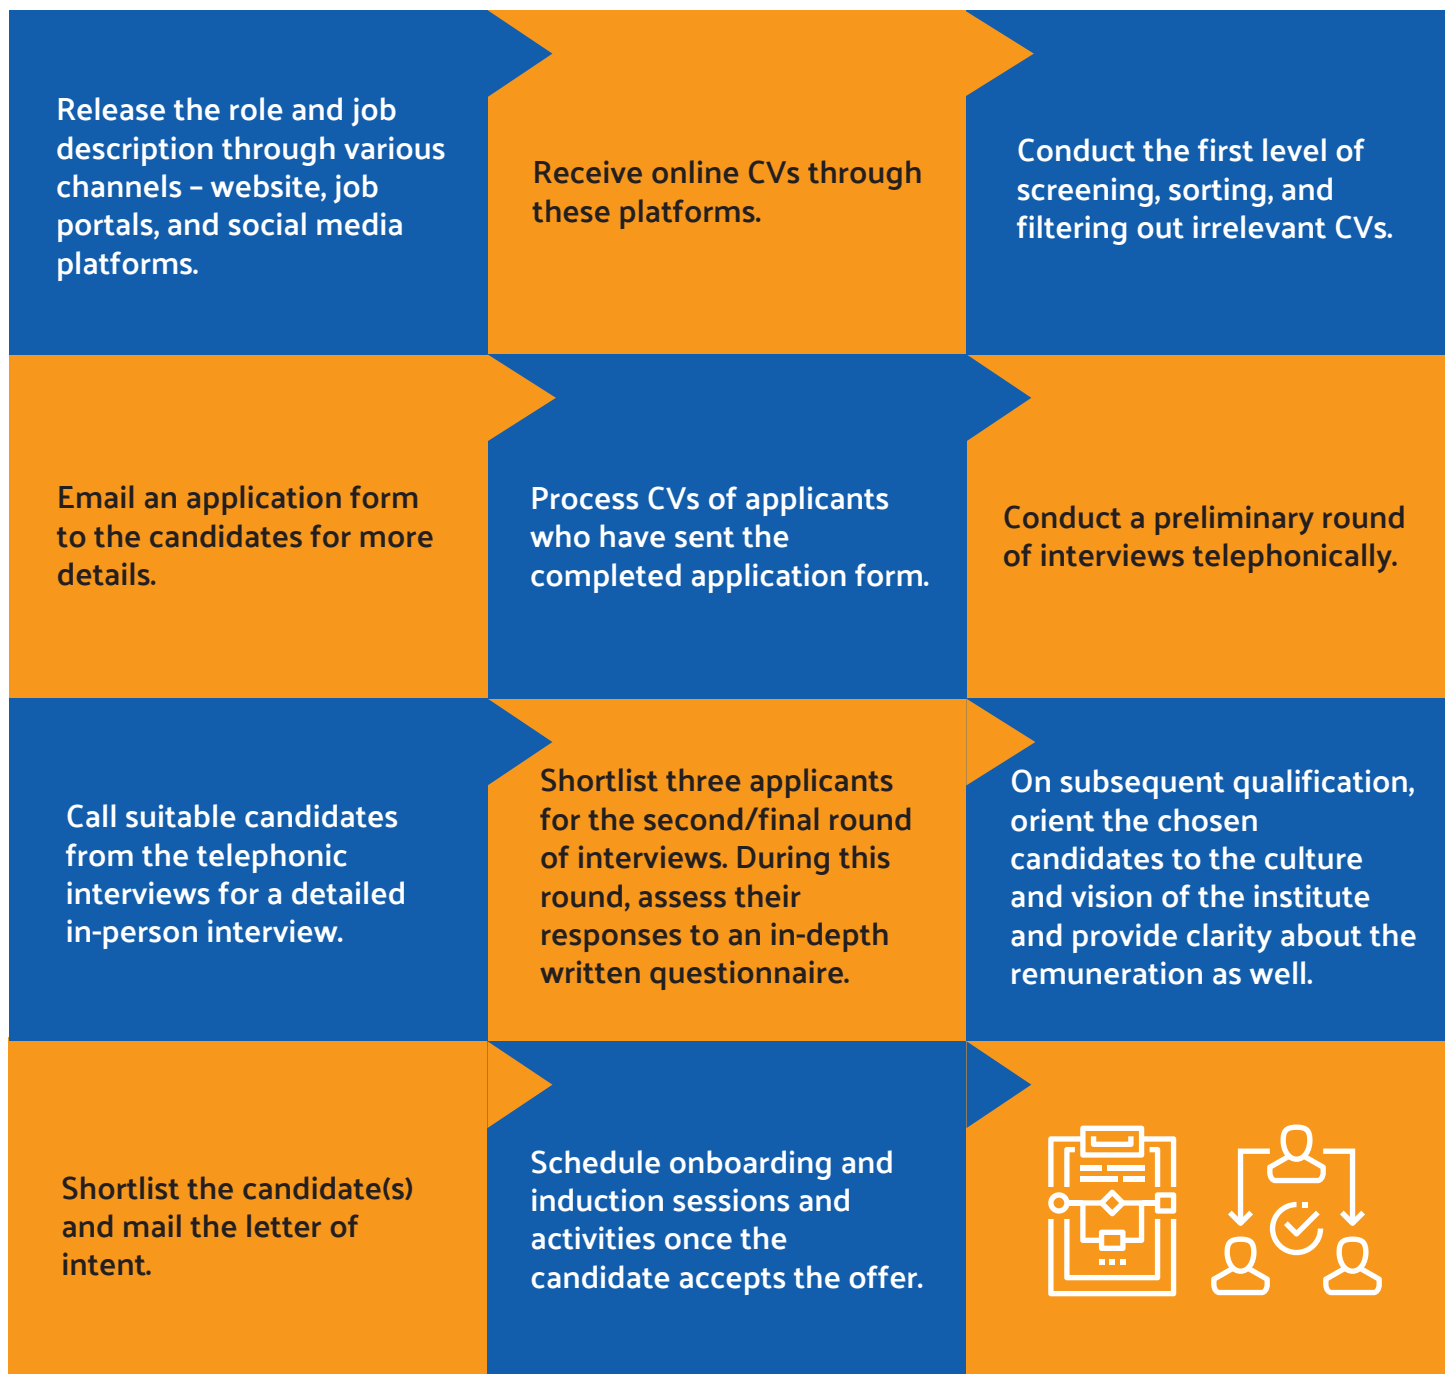 Release the role and job
description through various
channels – website, job
portals, and social media
platforms.
Receive online CVs through
these platforms.
Conduct the first level of
screening, sorting, and
filtering out irrelevant CVs.
Email an application form
to the candidates for more
details.
Process CVs of applicants
who have sent the
completed application form.
Conduct a preliminary round
of interviews telephonically.
Call suitable candidates
from the telephonic
interviews for a detailed
in-person interview.
Shortlist three applicants
for the second/final round
of interviews. During this
round, assess their
responses to an in-depth
written questionnaire.
On subsequent qualification,
orient the chosen
candidates to the culture
and vision of the institute
and provide clarity about the
remuneration as well.
Shortlist the candidate(s)
and mail the letter of
intent.
Schedule onboarding and
induction sessions and
activities once the
candidate accepts the offer.